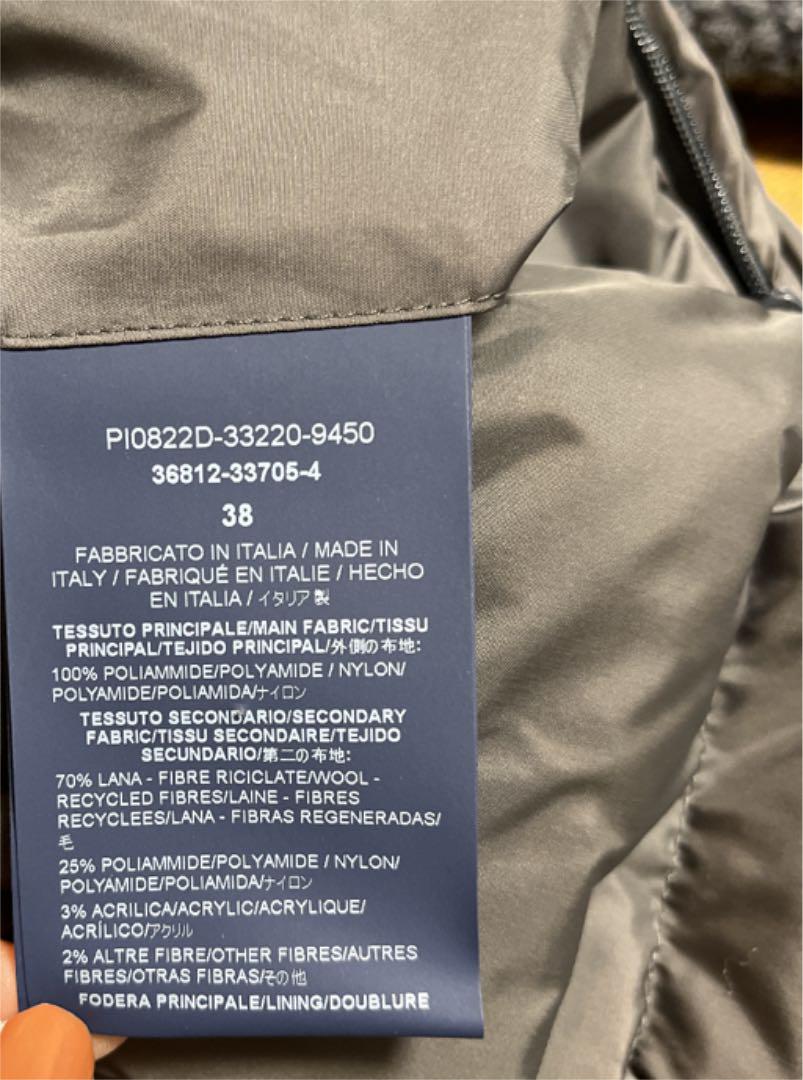 PI0822D-33220-9450
36812-33705-4
38
FABBRICATO IN ITALIA / MADE IN
ITALY / FABRIQUÉ EN ITALIE / HECHO
EN ITALIA / イタリア製
TESSUTO PRINCIPALE/MAIN FABRIC/TISSU
PRINCIPAL/TEJIDO PRINCIPAL/外側の布地:
100% POLIAMMIDE/POLYAMIDE / NYLON/
POLYAMIDE/POLIAMIDA/ナイロン
TESSUTO SECONDARIO/SECONDARY
FABRIC/TISSU SECONDAIRE/TEJIDO
SECUNDARIO/第二の布地:
70% LANA - FIBRE RICICLATE/WOOL -
RECYCLED FIBRES/LAINE - FIBRES
RECYCLEES/LANA - FIBRAS REGENERADAS/
毛
25% POLIAMMIDE/POLYAMIDE / NYLON/
POLYAMIDE/POLIAMIDA/ナイロン
3% ACRILICA/ACRYLIC/ACRYLIQUE/
ACRÍLICO/アクリル
2% ALTRE FIBRE/OTHER FIBRES/AUTRES
FIBRES/OTRAS FIBRAS/その他
FODERA PRINCIPALE/LINING/DOUBLURE